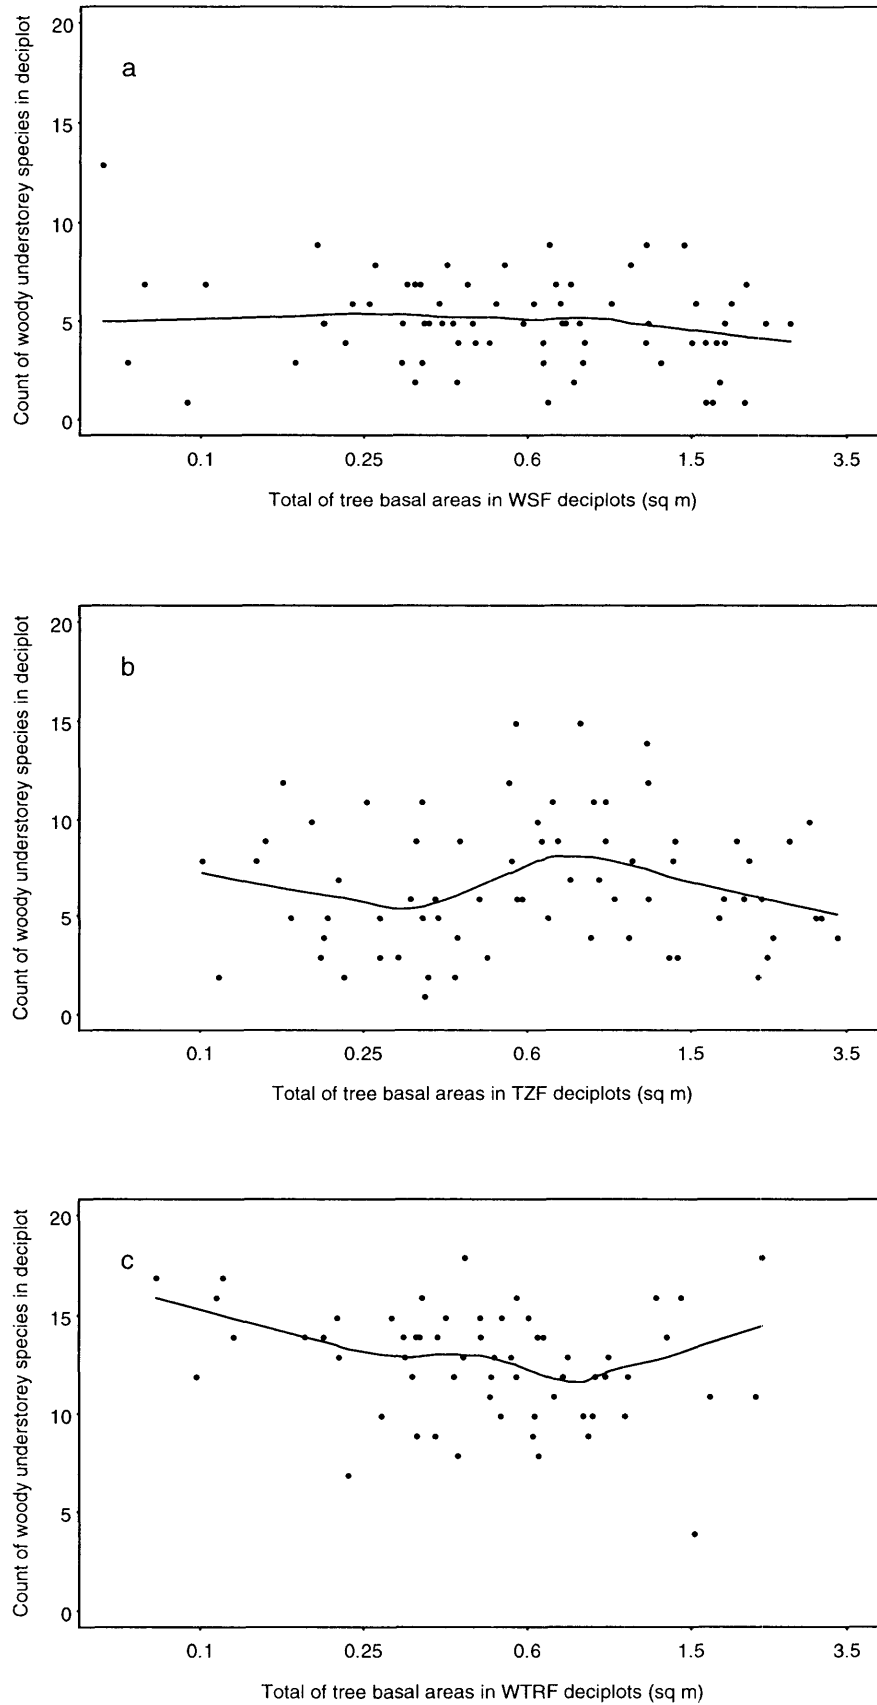 Count of woody understorey species in deciplot
20
15
10
5
0
a
0.1 0.25 0.6 1.5 3.5
Total of tree basal areas in WSF deciplots (sq m)
Count of woody understorey species in deciplot
20
15
10
5
0
b
0.1 0.25 0.6 1.5 3.5
Total of tree basal areas in TZF deciplots (sq m)
Count of woody understorey species in deciplot
20
15
10
5
0
c
0.1 0.25 0.6 1.5 3.5
Total of tree basal areas in WTRF deciplots (sq m)